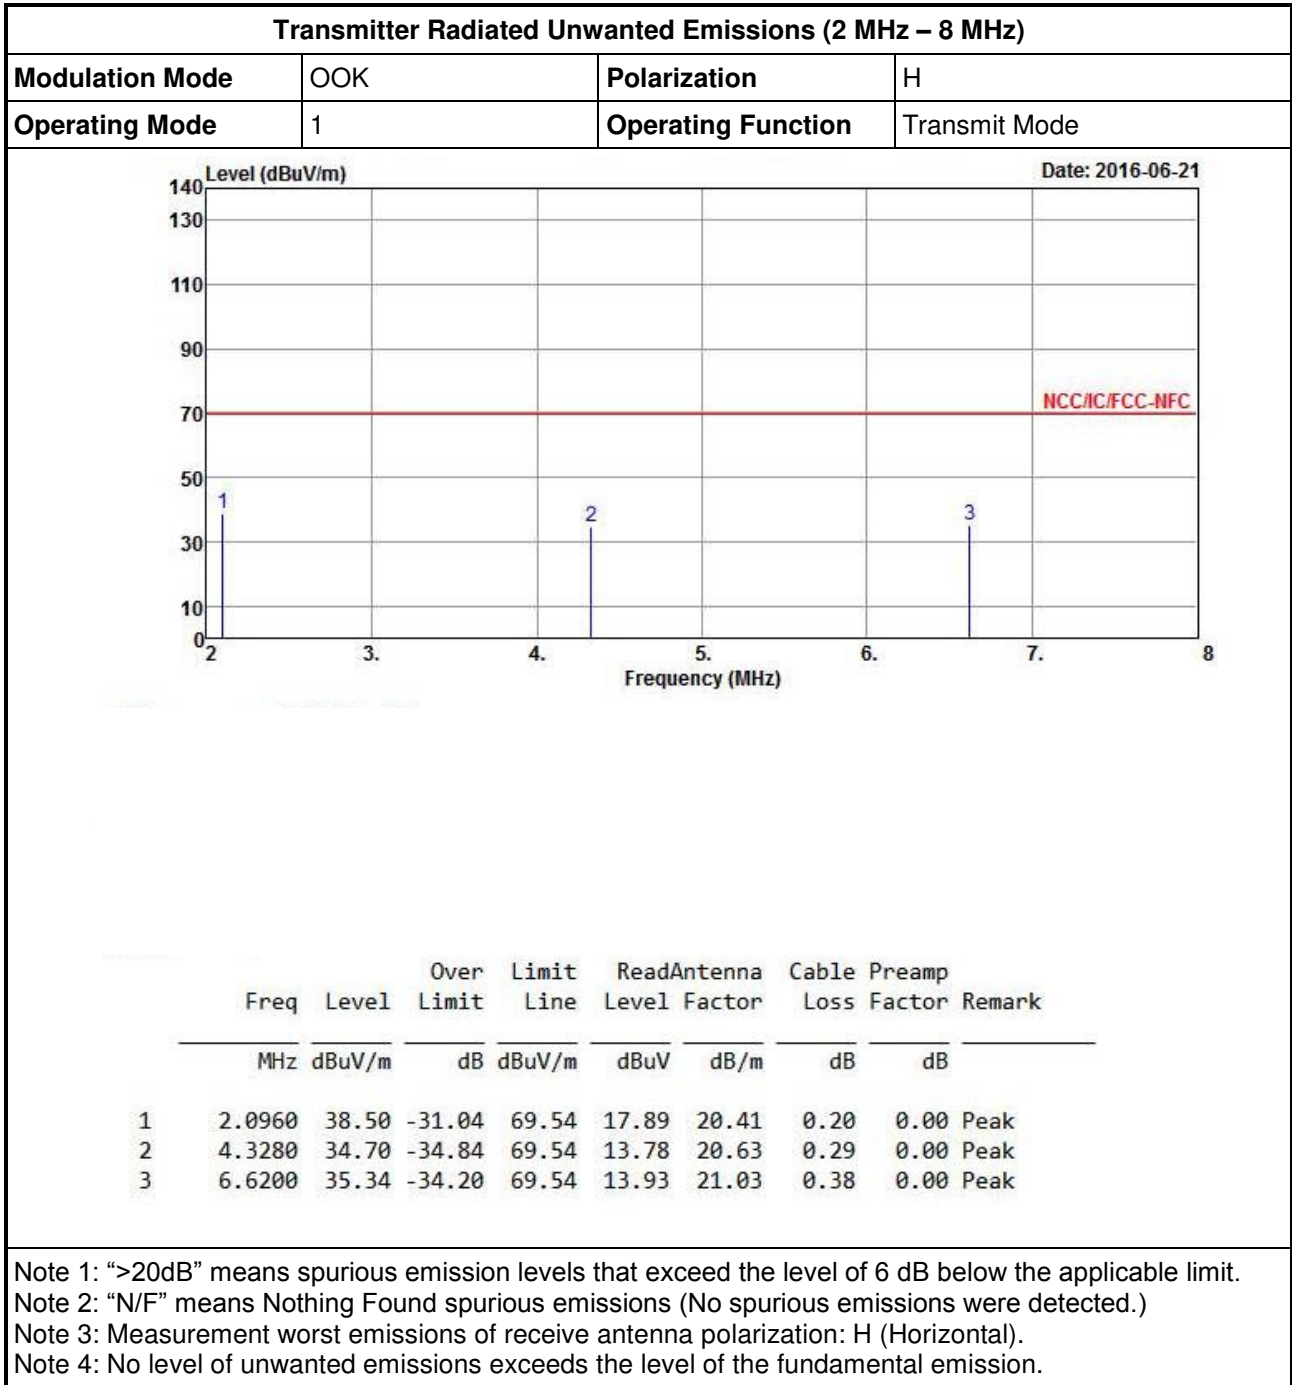 Transmitter Radiated Unwanted Emissions (2 MHz – 8 MHz)
Modulation Mode OOK Polarization H
Operating Mode 1 Operating Function Transmit Mode
Level (dBuV/m) Date: 2016-06-21
140
130
110
90
NCC/IC/FCC-NFC
70
50
1
2
3
30
10
0
2 3. 4. 5. 6. 7. 8
Frequency (MHz)
Over Limit ReadAntenna Cable Preamp
Freq Level Limit Line Level Factor Loss Factor Remark
MHz dBuV/m dB dBuV/m dBuV dB/m dB dB
1 2.0960 38.50 -31.04 69.54 17.89 20.41 0.20 0.00 Peak
2 4.3280 34.70 -34.84 69.54 13.78 20.63 0.29 0.00 Peak
3 6.6200 35.34 -34.20 69.54 13.93 21.03 0.38 0.00 Peak
Note 1: “>20dB” means spurious emission levels that exceed the level of 6 dB below the applicable limit.
Note 2: “N/F” means Nothing Found spurious emissions (No spurious emissions were detected.)
Note 3: Measurement worst emissions of receive antenna polarization: H (Horizontal).
Note 4: No level of unwanted emissions exceeds the level of the fundamental emission.